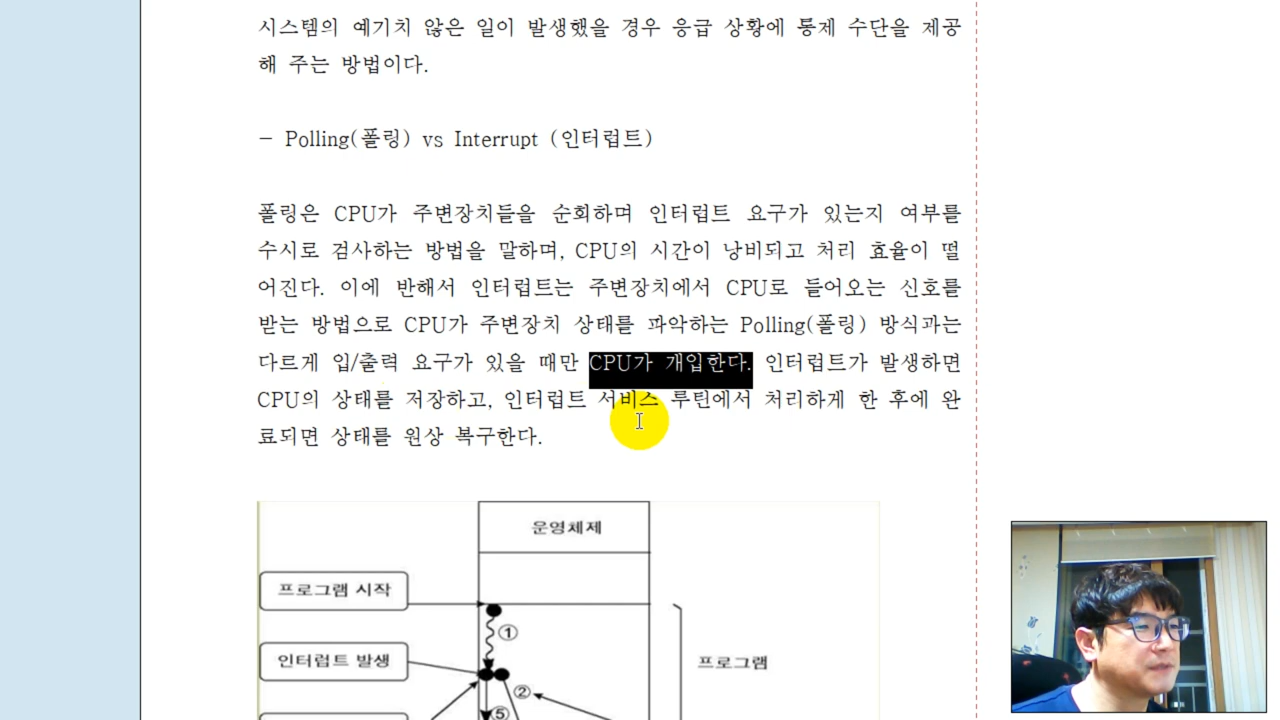 시스템의 예기치 않은 일이 발생했을 경우 응급 상황에 통제 수단을 제공
해 주는 방법이다.
- Polling(폴링) vs Interrupt (인터럽트)
폴링은 CPU가 주변장치들을 순회하며 인터럽트 요구가 있는지 여부를
수시로 검사하는 방법을 말하며, CPU의 시간이 낭비되고 처리 효율이 떨
어진다. 이에 반해서 인터럽트는 주변장치에서 CPU로 들어오는 신호를
받는 방법으로 CPU가 주변장치 상태를 파악하는 Polling(폴링) 방식과는
다르게 입/출력 요구가 있을 때만 CPU가 개입한다. 인터럽트가 발생하면
CPU의 상태를 저장하고, 인터럽트 서비스 루틴에서 처리하게 한 후에 완
료되면 상태를 원상 복구한다.
운영체제
프로그램 시작
①
인터럽트 발생
프로그램
②
⑤